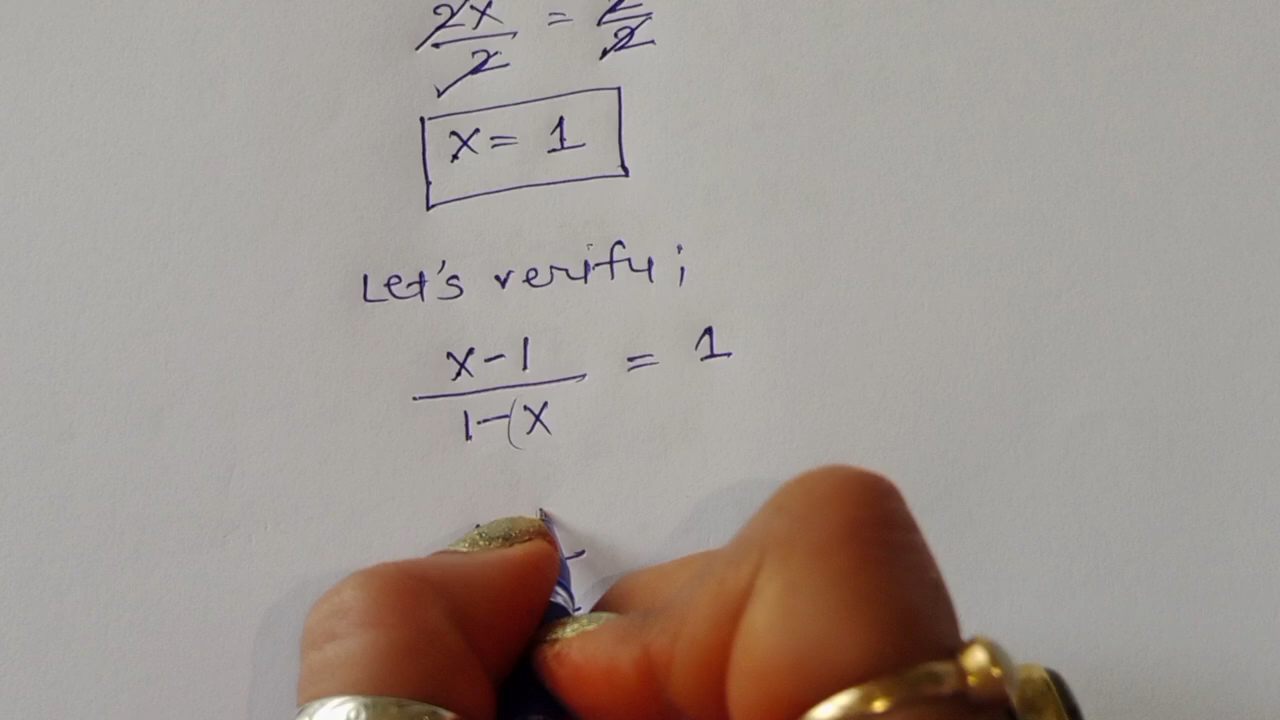 2x/2 = 2/2
x = 1
Let's verify;
x-1 = 1
1-(x